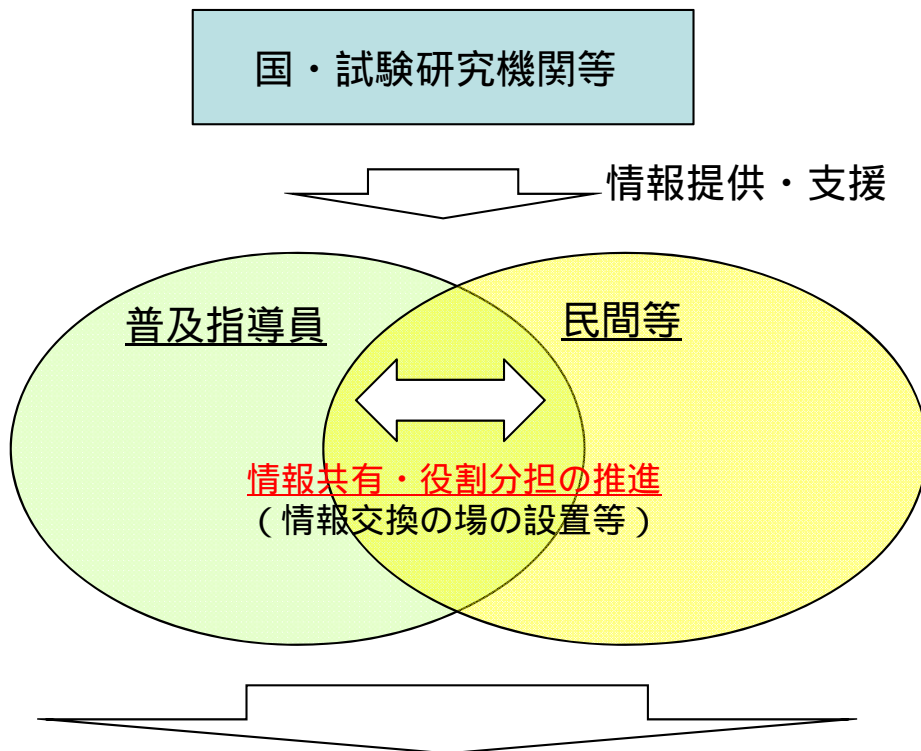 国・試験研究機関等
情報提供・支援
普及指導員
民間等
情報共有・役割分担の推進
（情報交換の場の設置等）